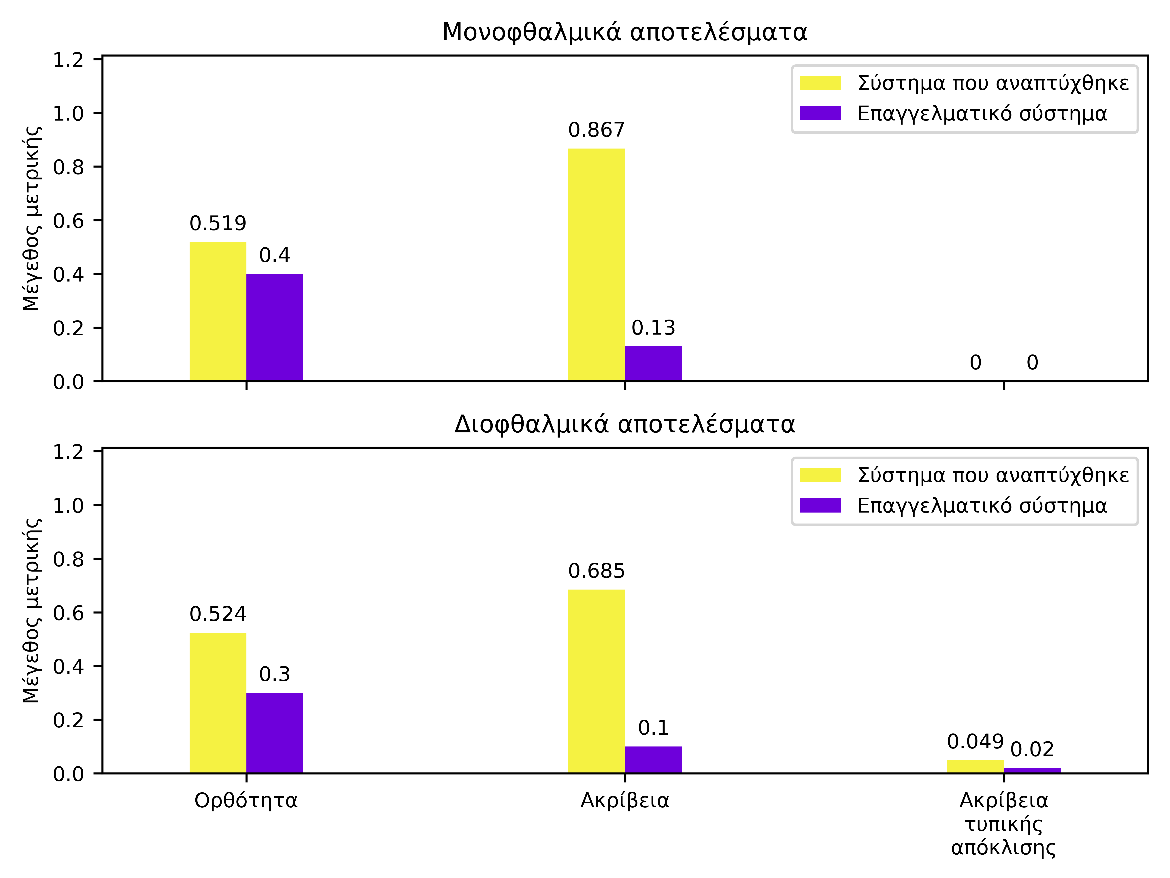 Μονοφθαλμικά αποτελέσματα
Μέγεθος μετρικής
1.2
1.0
0.8
0.6
0.4
0.2
0.0
Σύστημα που αναπτύχθηκε
Επαγγελματικό σύστημα
0.519
0.4
0.867
0.13
0
0
Διοφθαλμικά αποτελέσματα
Μέγεθος μετρικής
1.2
1.0
0.8
0.6
0.4
0.2
0.0
Σύστημα που αναπτύχθηκε
Επαγγελματικό σύστημα
0.524
0.3
0.685
0.1
0.049
0.02
Ορθότητα
Ακρίβεια
Ακρίβεια
τυπικής
απόκλισης